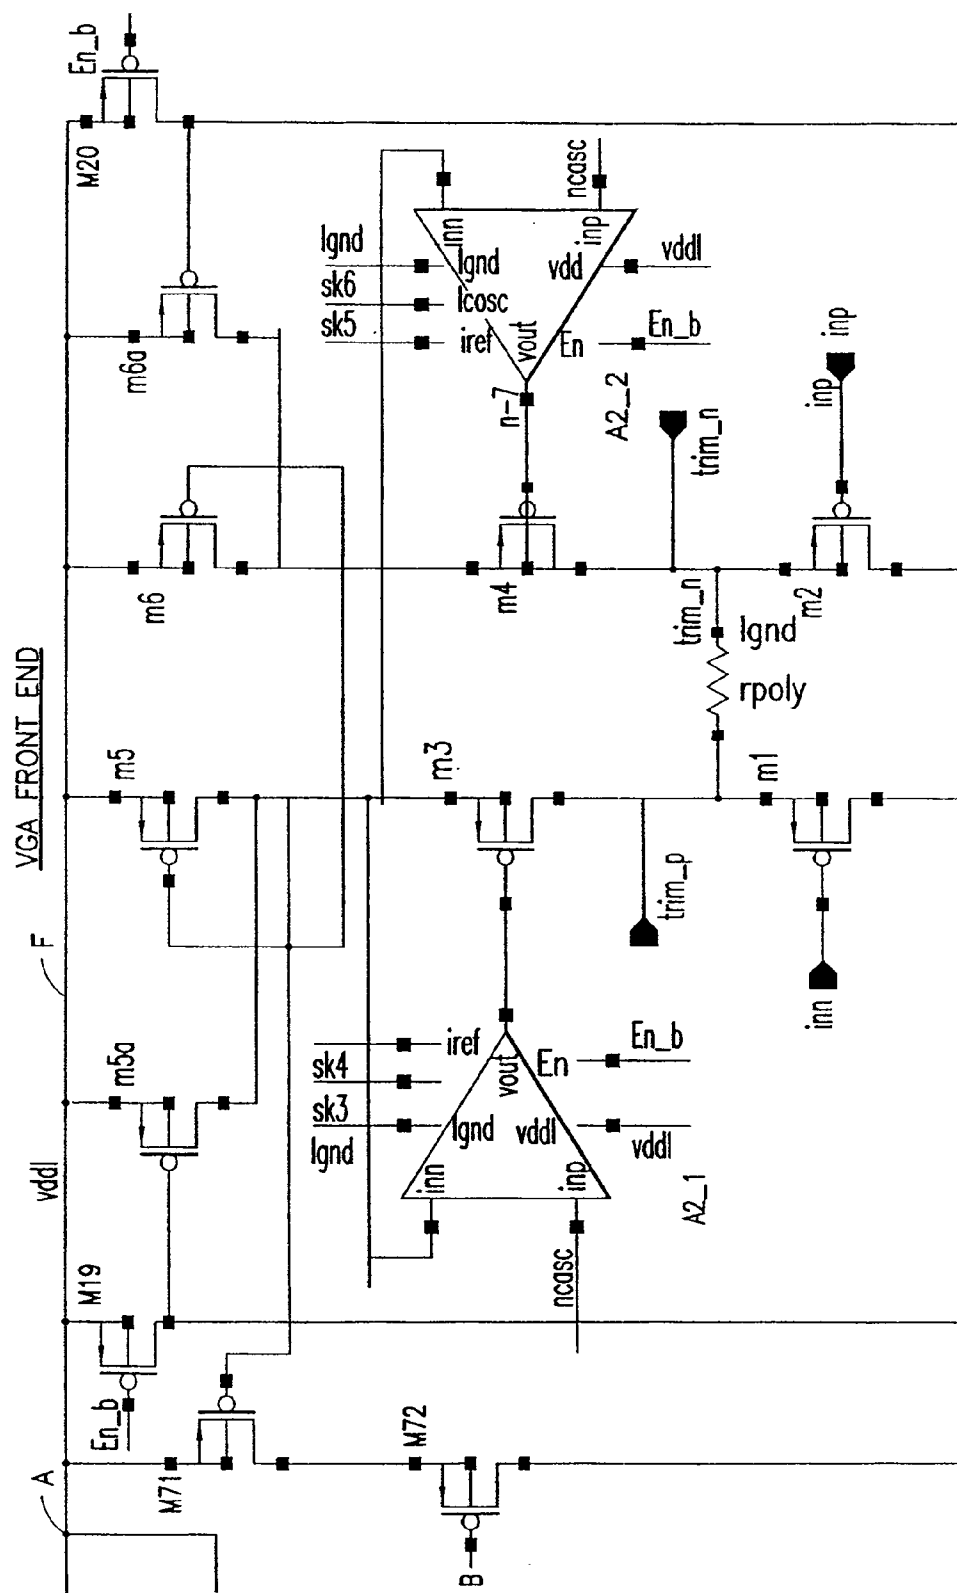 VGA FRONT END
En_b
M20
m6a
m6
lgnd
sk6
sk5
inn
lgnd
Icosc
iref
inp
vdd
vout
En
ncasc
vddl
En_b
n-7
A2_2
m4
trim_n
trim_n
inp
inp
m2
lgnd
rpoly
m5
m3
m1
trim_p
inn
F
m5a
vddl
sk4
sk3
lgnd
iref
vout
En
lgnd
vddl
inn
inp
En_b
vddl
A2_1
ncasc
M19
En_b
M71
M72
A
B